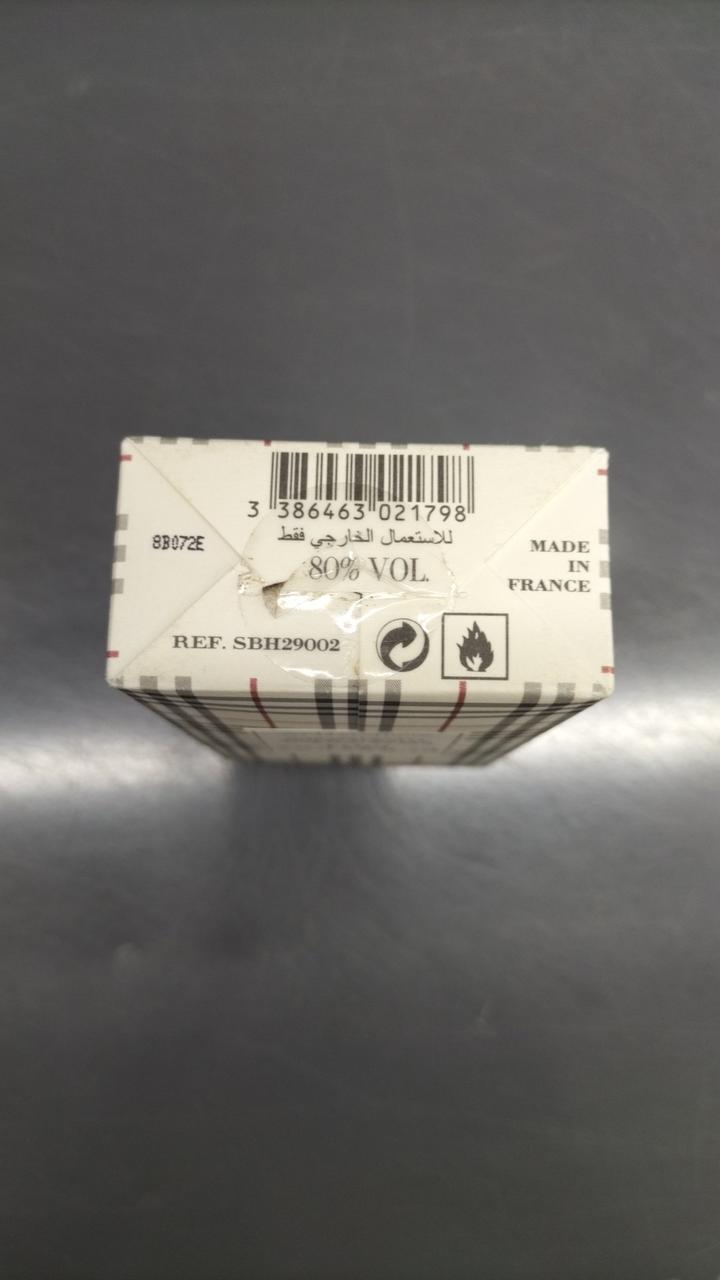 3 386463 021798
للاستعمال الخارجي فقط
8B072E
80% VOL.
MADE
IN
FRANCE
REF. SBH29002